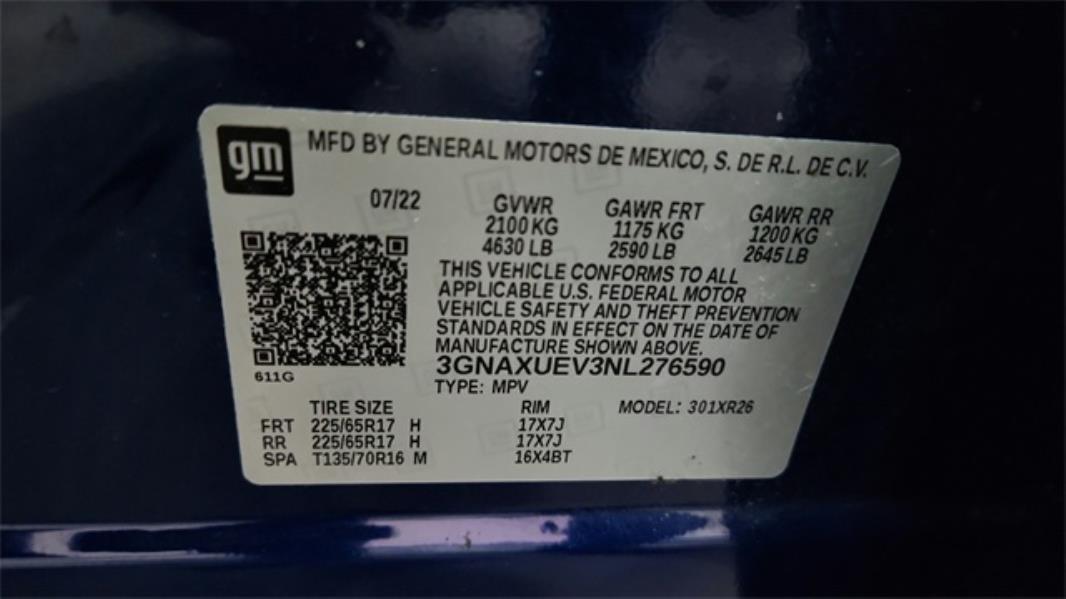 gm MFD BY GENERAL MOTORS DE MEXICO, S. DE R.L. DE C.V.
07/22 GVWR GAWR FRT GAWR RR
2100 KG 1175 KG 1200 KG
4630 LB 2590 LB 2645 LB
THIS VEHICLE CONFORMS TO ALL
APPLICABLE U.S. FEDERAL MOTOR
VEHICLE SAFETY AND THEFT PREVENTION
STANDARDS IN EFFECT ON THE DATE OF
MANUFACTURE SHOWN ABOVE.
3GNAXUEV3NL276590
611G
TYPE: MPV
TIRE SIZE RIM MODEL: 301XR26
FRT 225/65R17 H 17X7J
RR 225/65R17 H 17X7J
SPA T135/70R16 M 16X4BT